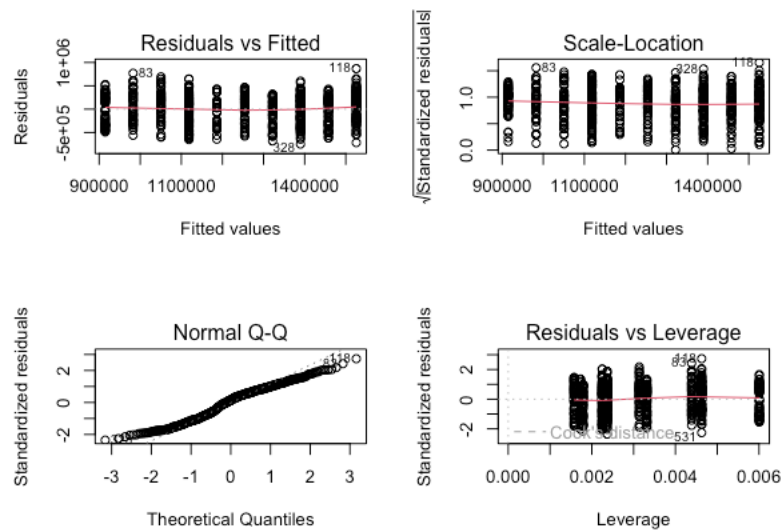 Residuals vs Fitted
Residuals
1e+06
-5e+05
83
118
328
900000
1100000
1400000
Fitted values
Scale-Location
√|Standardized residuals|
1.0
0.0
83
328
118
900000
1100000
1400000
Fitted values
Normal Q-Q
Standardized residuals
2
0
-2
118
-3
-2
-1
0
1
2
3
Theoretical Quantiles
Residuals vs Leverage
Standardized residuals
2
0
-2
118
83
531
Cook's distance
0.000
0.002
0.004
0.006
Leverage